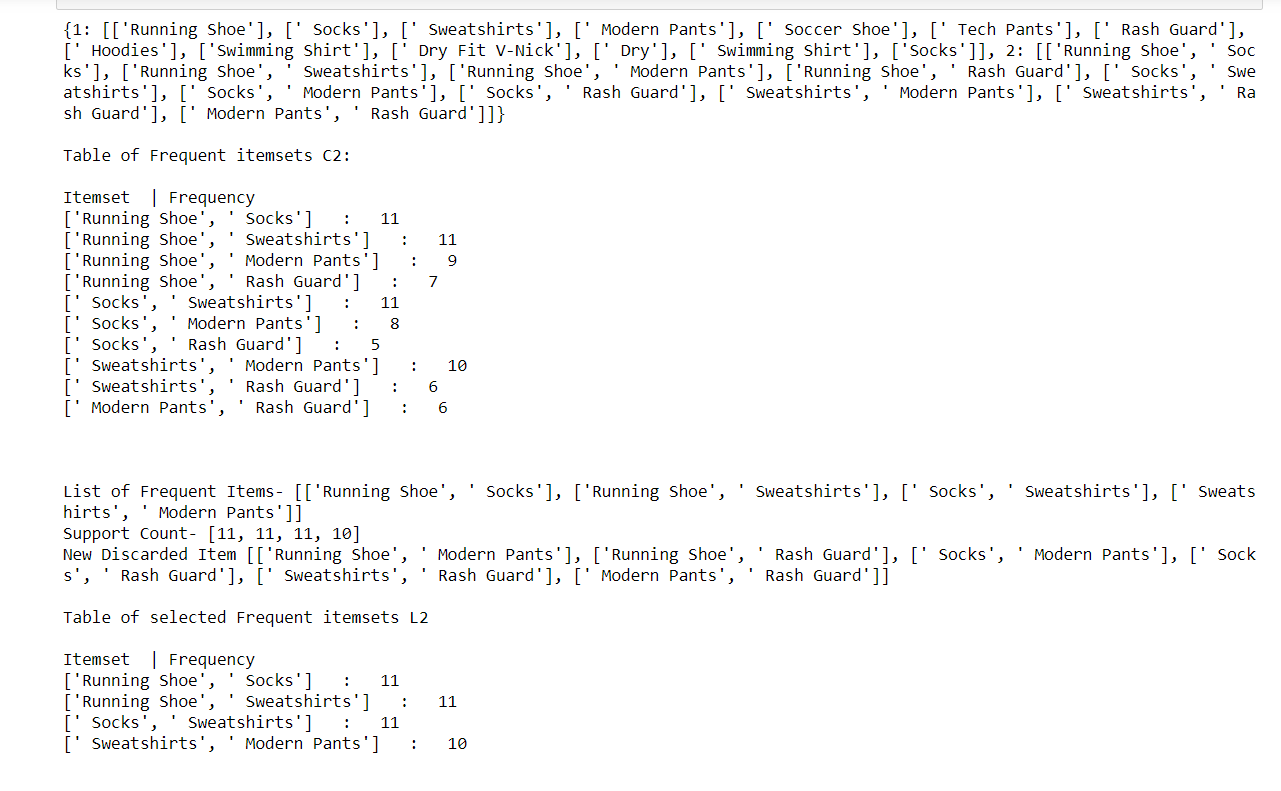 {1: [['Running Shoe'], [' Socks'], [' Sweatshirts'], [' Modern Pants'], [' Soccer Shoe'], [' Tech Pants'], [' Rash Guard'],
[' Hoodies'], ['Swimming Shirt'], [' Dry Fit V-Nick'], [' Dry'], [' Swimming Shirt'], ['Socks']], 2: [['Running Shoe', ' Soc
ks'], ['Running Shoe', ' Sweatshirts'], ['Running Shoe', ' Modern Pants'], ['Running Shoe', ' Rash Guard'], [' Socks', ' Swe
atshirts'], [' Socks', ' Modern Pants'], [' Socks', ' Rash Guard'], [' Sweatshirts', ' Modern Pants'], [' Sweatshirts', ' Ra
sh Guard'], [' Modern Pants', ' Rash Guard']]}
Table of Frequent itemsets C2:
Itemset  | Frequency
['Running Shoe', ' Socks']   :   11
['Running Shoe', ' Sweatshirts']   :   11
['Running Shoe', ' Modern Pants']   :   9
['Running Shoe', ' Rash Guard']   :   7
[' Socks', ' Sweatshirts']   :   11
[' Socks', ' Modern Pants']   :   8
[' Socks', ' Rash Guard']   :   5
[' Sweatshirts', ' Modern Pants']   :   10
[' Sweatshirts', ' Rash Guard']   :   6
[' Modern Pants', ' Rash Guard']   :   6
List of Frequent Items- [['Running Shoe', ' Socks'], ['Running Shoe', ' Sweatshirts'], [' Socks', ' Sweatshirts'], [' Sweats
hirts', ' Modern Pants']]
Support Count- [11, 11, 11, 10]
New Discarded Item [['Running Shoe', ' Modern Pants'], ['Running Shoe', ' Rash Guard'], [' Socks', ' Modern Pants'], [' Sock
s', ' Rash Guard'], [' Sweatshirts', ' Rash Guard'], [' Modern Pants', ' Rash Guard']]
Table of selected Frequent itemsets L2
Itemset  | Frequency
['Running Shoe', ' Socks']   :   11
['Running Shoe', ' Sweatshirts']   :   11
[' Socks', ' Sweatshirts']   :   11
[' Sweatshirts', ' Modern Pants']   :   10